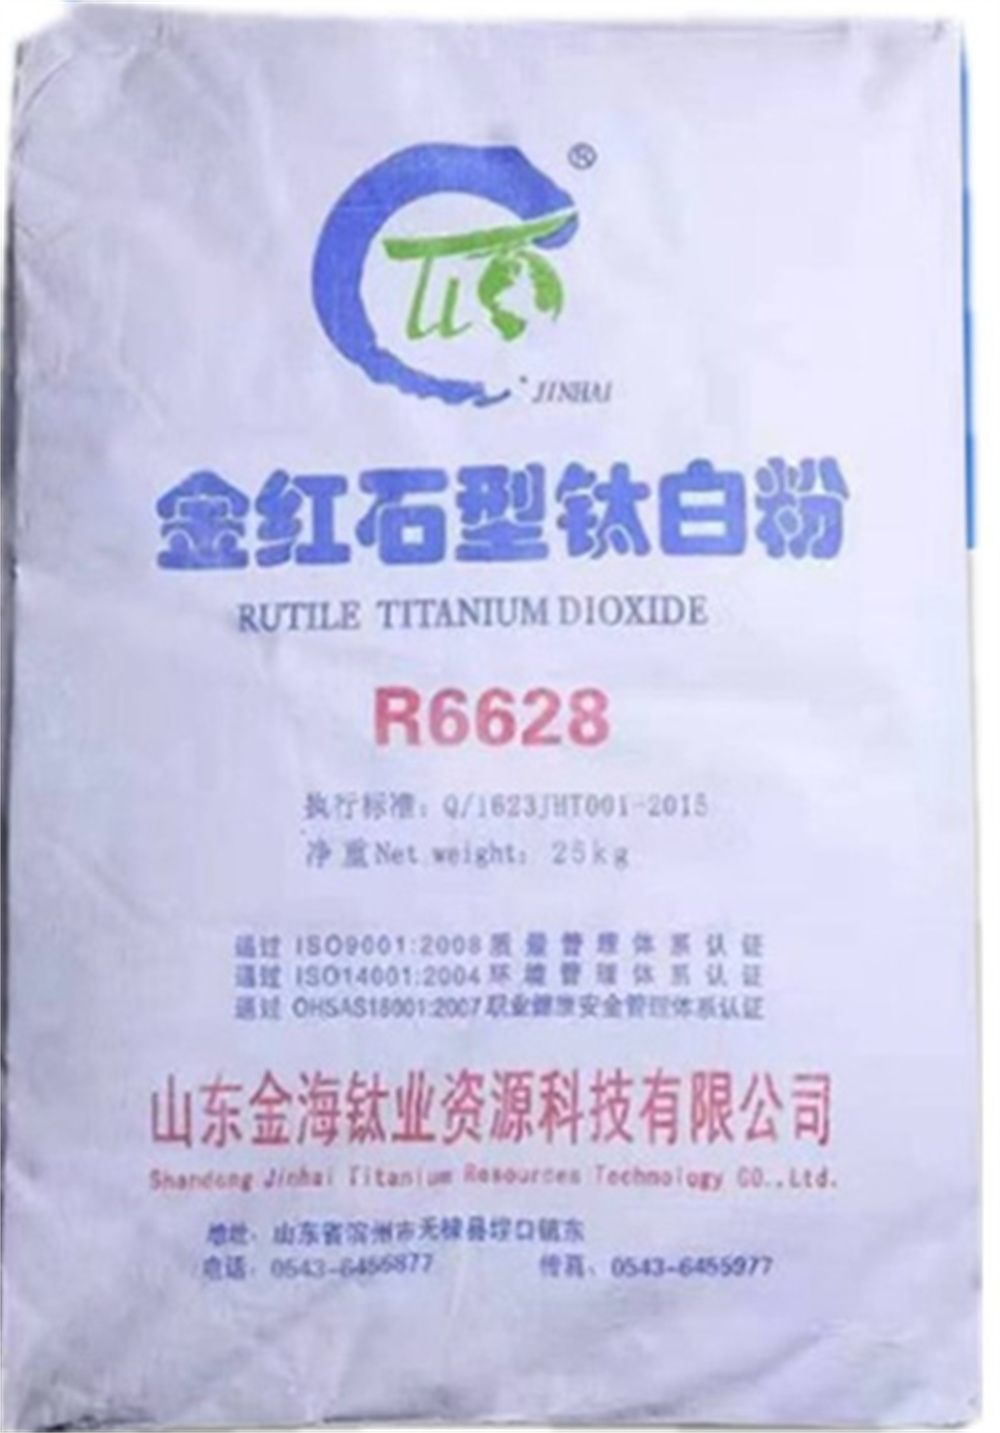 ®
TiO
JINHAI
金红石型钛白粉
RUTILE TITANIUM DIOXIDE
R6628
执行标准: Q/1623JHT001-2015
净重Net weight: 25kg
通过 ISO9001:2008质量管理体系认证
通过 ISO14001:2004环境管理体系认证
通过 OHSAS18001:2007职业健康安全管理体系认证
山东金海钛业资源科技有限公司
Shandong Jinhai Titanium Resources Technology CO.,Ltd.
地址: 山东省滨州市无棣县埕口镇东
电话: 0543-6455877 传真: 0543-6455977